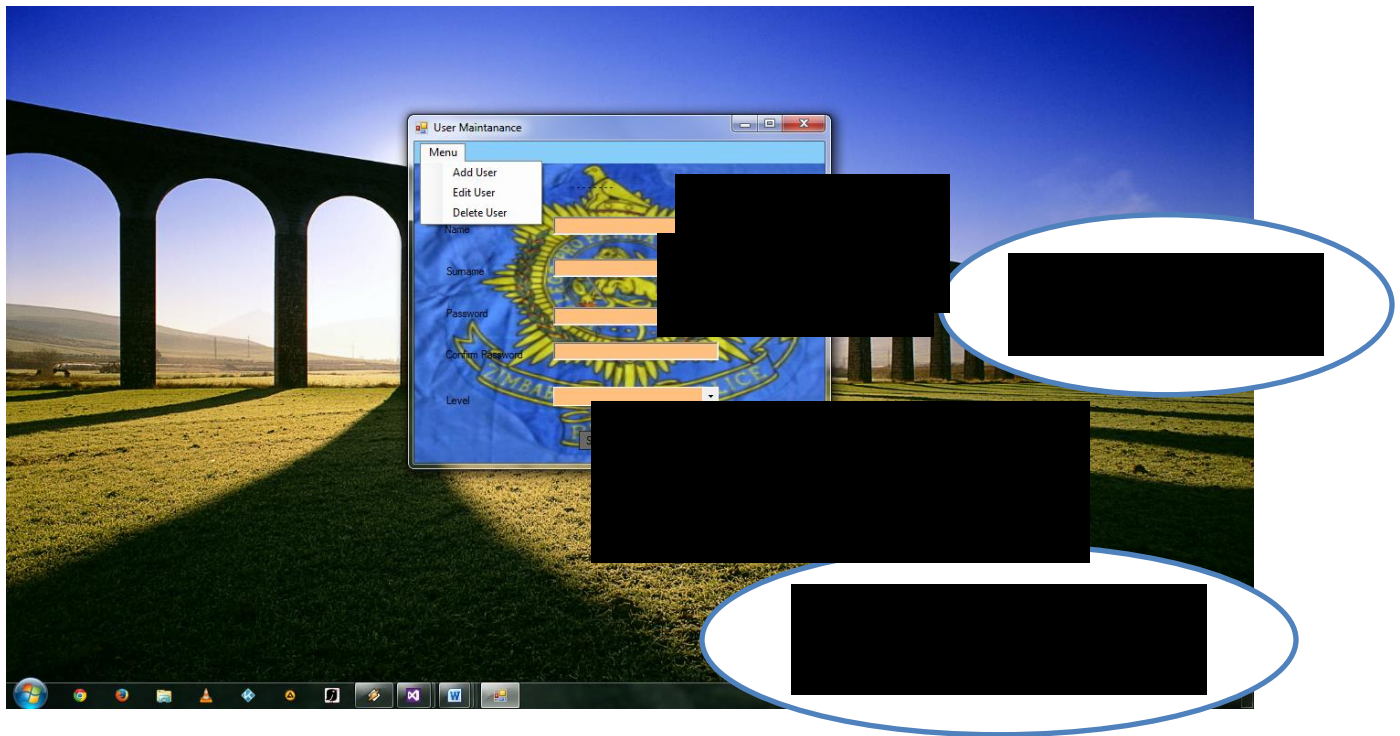 User Maintanance
Menu
Add User
Edit User
Delete User
--------
Name
Surname
Password
Confirm Password
Level